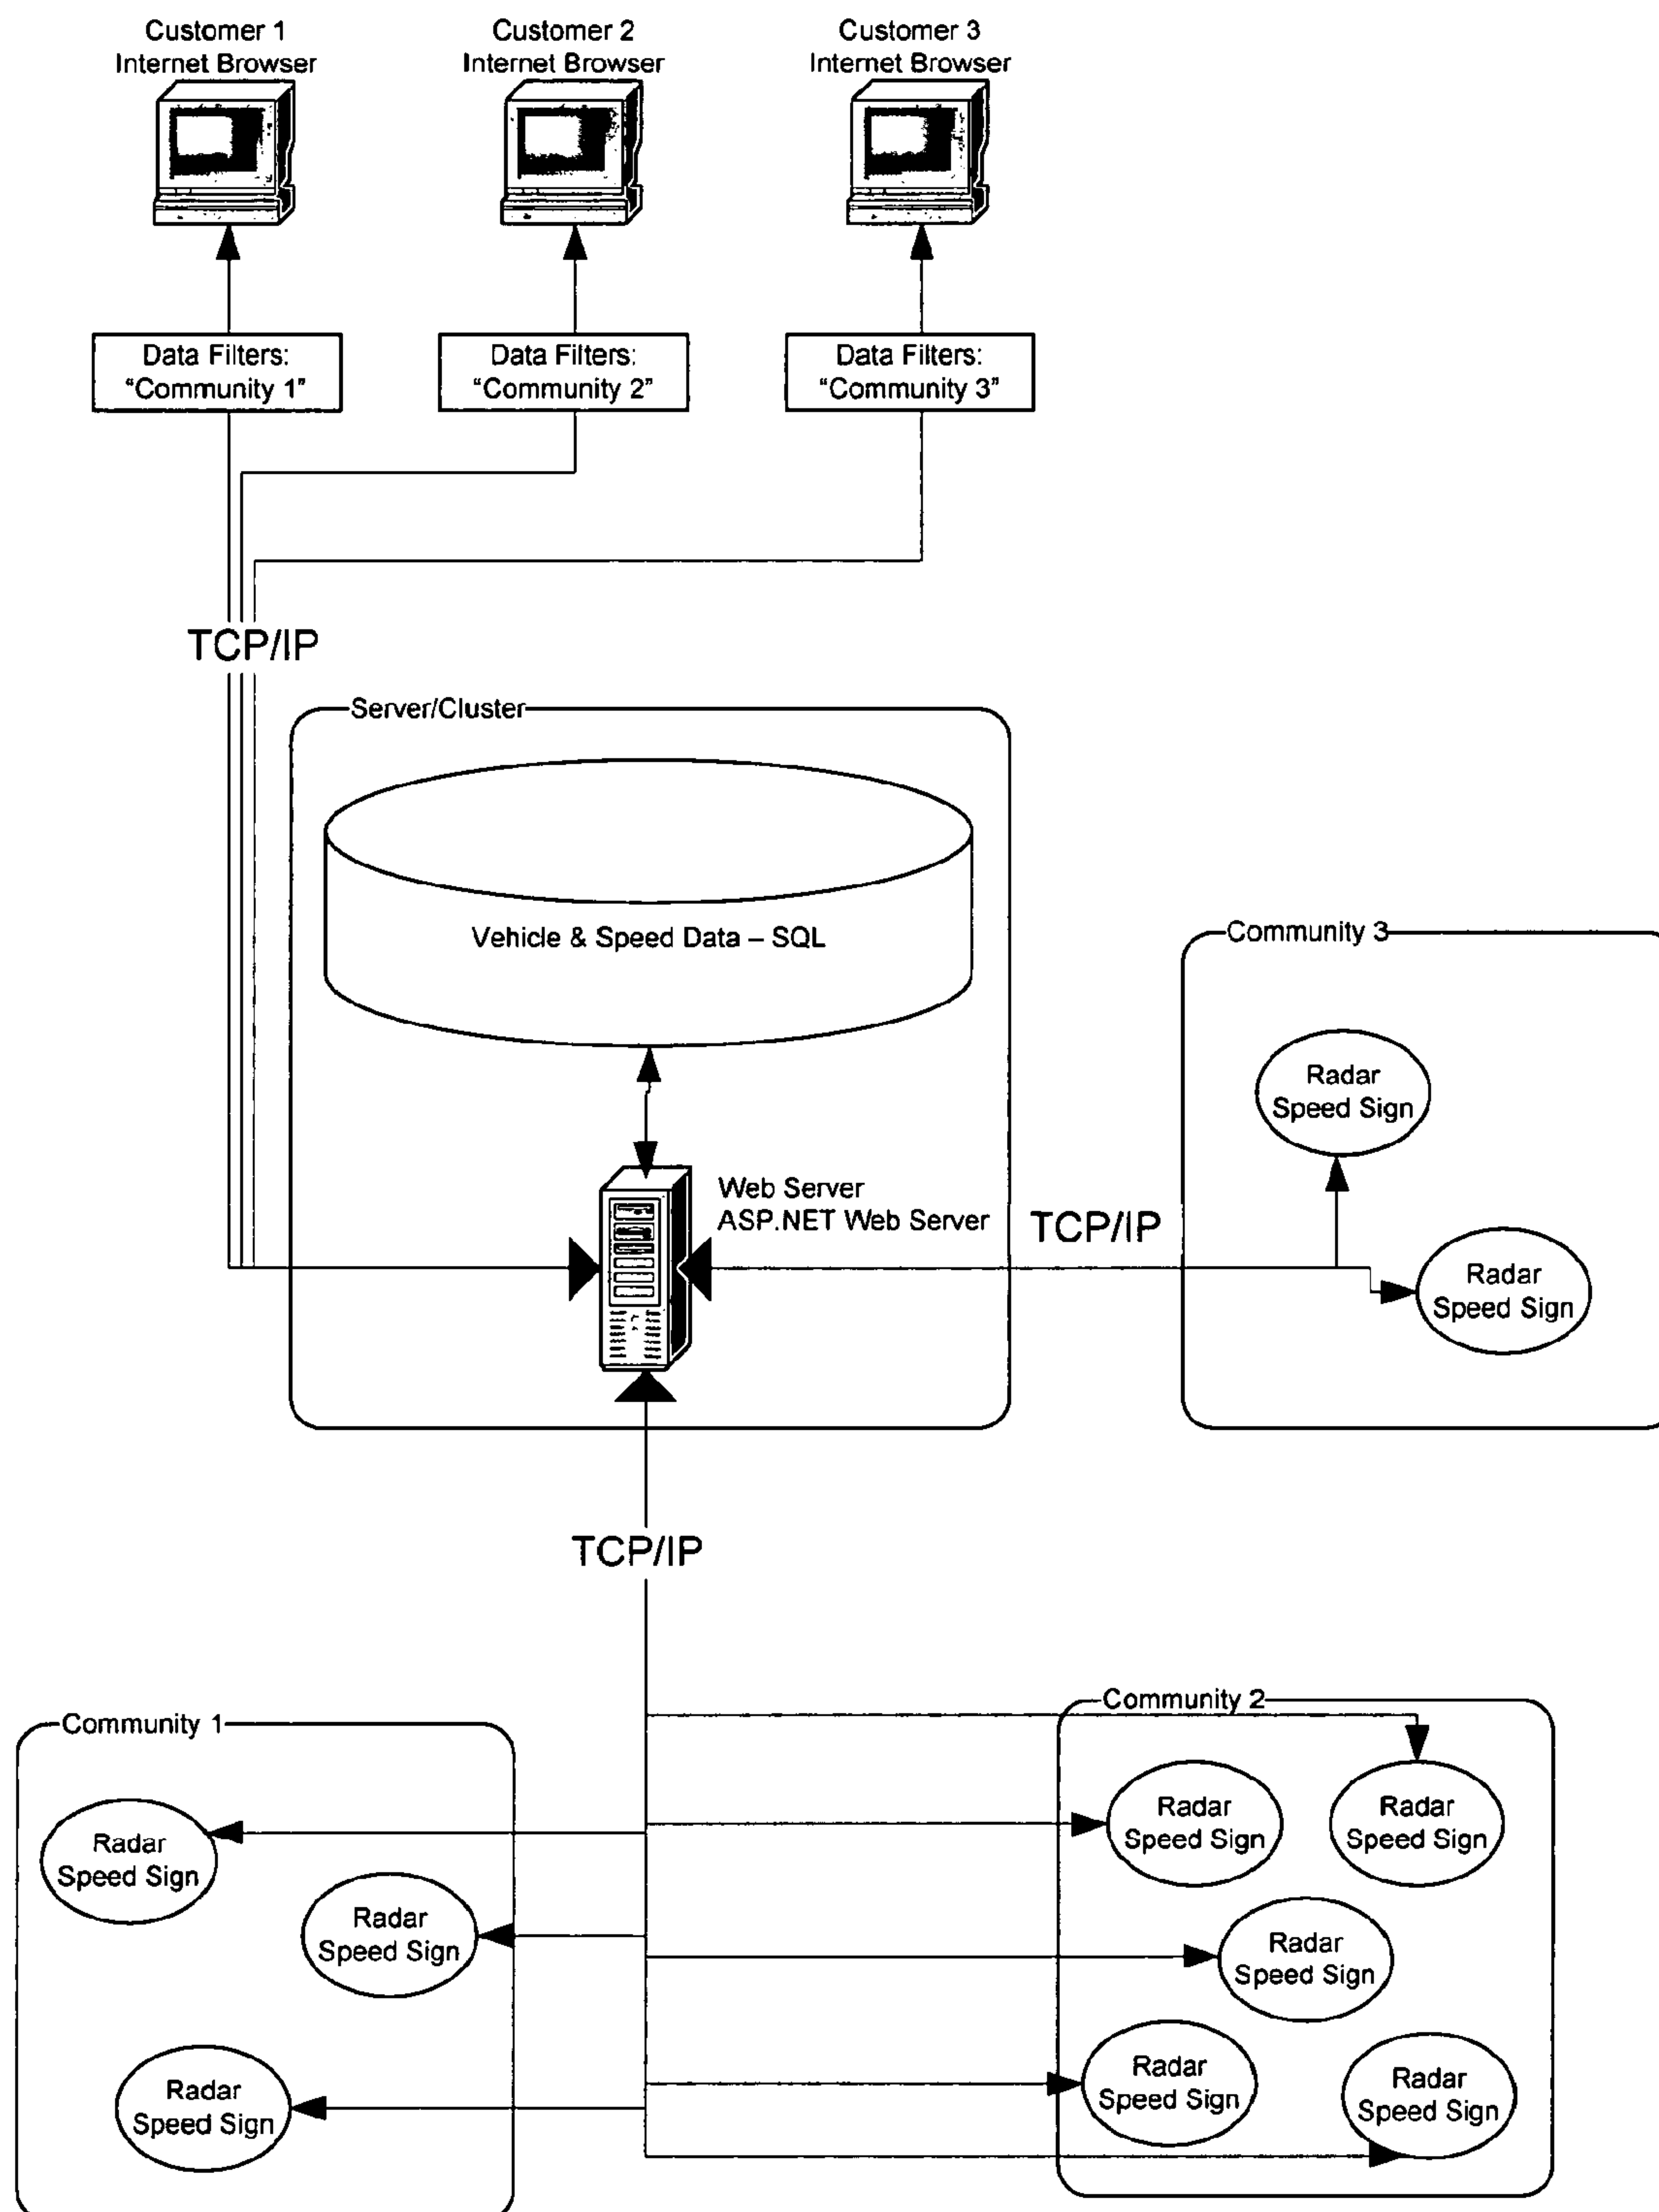 Customer 1
Internet Browser
Customer 2
Internet Browser
Customer 3
Internet Browser
Data Filters:
“Community 1”
Data Filters:
“Community 2”
Data Filters:
“Community 3”
TCP/IP
Server/Cluster
Vehicle & Speed Data – SQL
Community 3
Radar
Speed Sign
Web Server
ASP.NET Web Server
TCP/IP
Radar
Speed Sign
TCP/IP
Community 1
Community 2
Radar
Speed Sign
Radar
Speed Sign
Radar
Speed Sign
Radar
Speed Sign
Radar
Speed Sign
Radar
Speed Sign
Radar
Speed Sign
Radar
Speed Sign